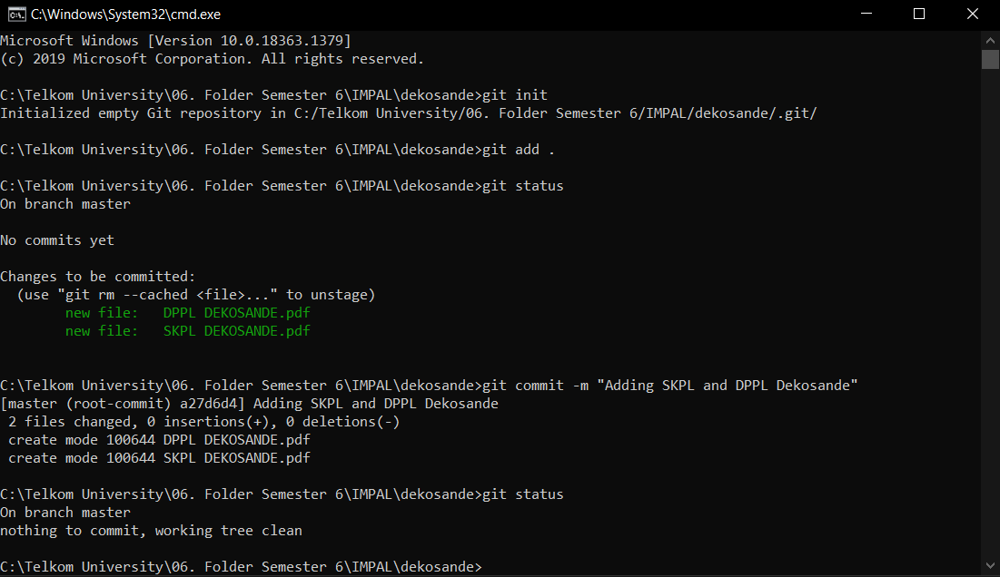 C:\Windows\System32\cmd.exe
Microsoft Windows [Version 10.0.18363.1379]
(c) 2019 Microsoft Corporation. All rights reserved.
C:\Telkom University\06. Folder Semester 6\IMPAL\dekosande>git init
Initialized empty Git repository in C:/Telkom University/06. Folder Semester 6/IMPAL/dekosande/.git/
C:\Telkom University\06. Folder Semester 6\IMPAL\dekosande>git add .
C:\Telkom University\06. Folder Semester 6\IMPAL\dekosande>git status
On branch master
No commits yet
Changes to be committed:
  (use "git rm --cached <file>..." to unstage)
        new file:   DPPL DEKOSANDE.pdf
        new file:   SKPL DEKOSANDE.pdf
C:\Telkom University\06. Folder Semester 6\IMPAL\dekosande>git commit -m "Adding SKPL and DPPL Dekosande"
[master (root-commit) a27d6d4] Adding SKPL and DPPL Dekosande
 2 files changed, 0 insertions(+), 0 deletions(-)
 create mode 100644 DPPL DEKOSANDE.pdf
 create mode 100644 SKPL DEKOSANDE.pdf
C:\Telkom University\06. Folder Semester 6\IMPAL\dekosande>git status
On branch master
nothing to commit, working tree clean
C:\Telkom University\06. Folder Semester 6\IMPAL\dekosande>